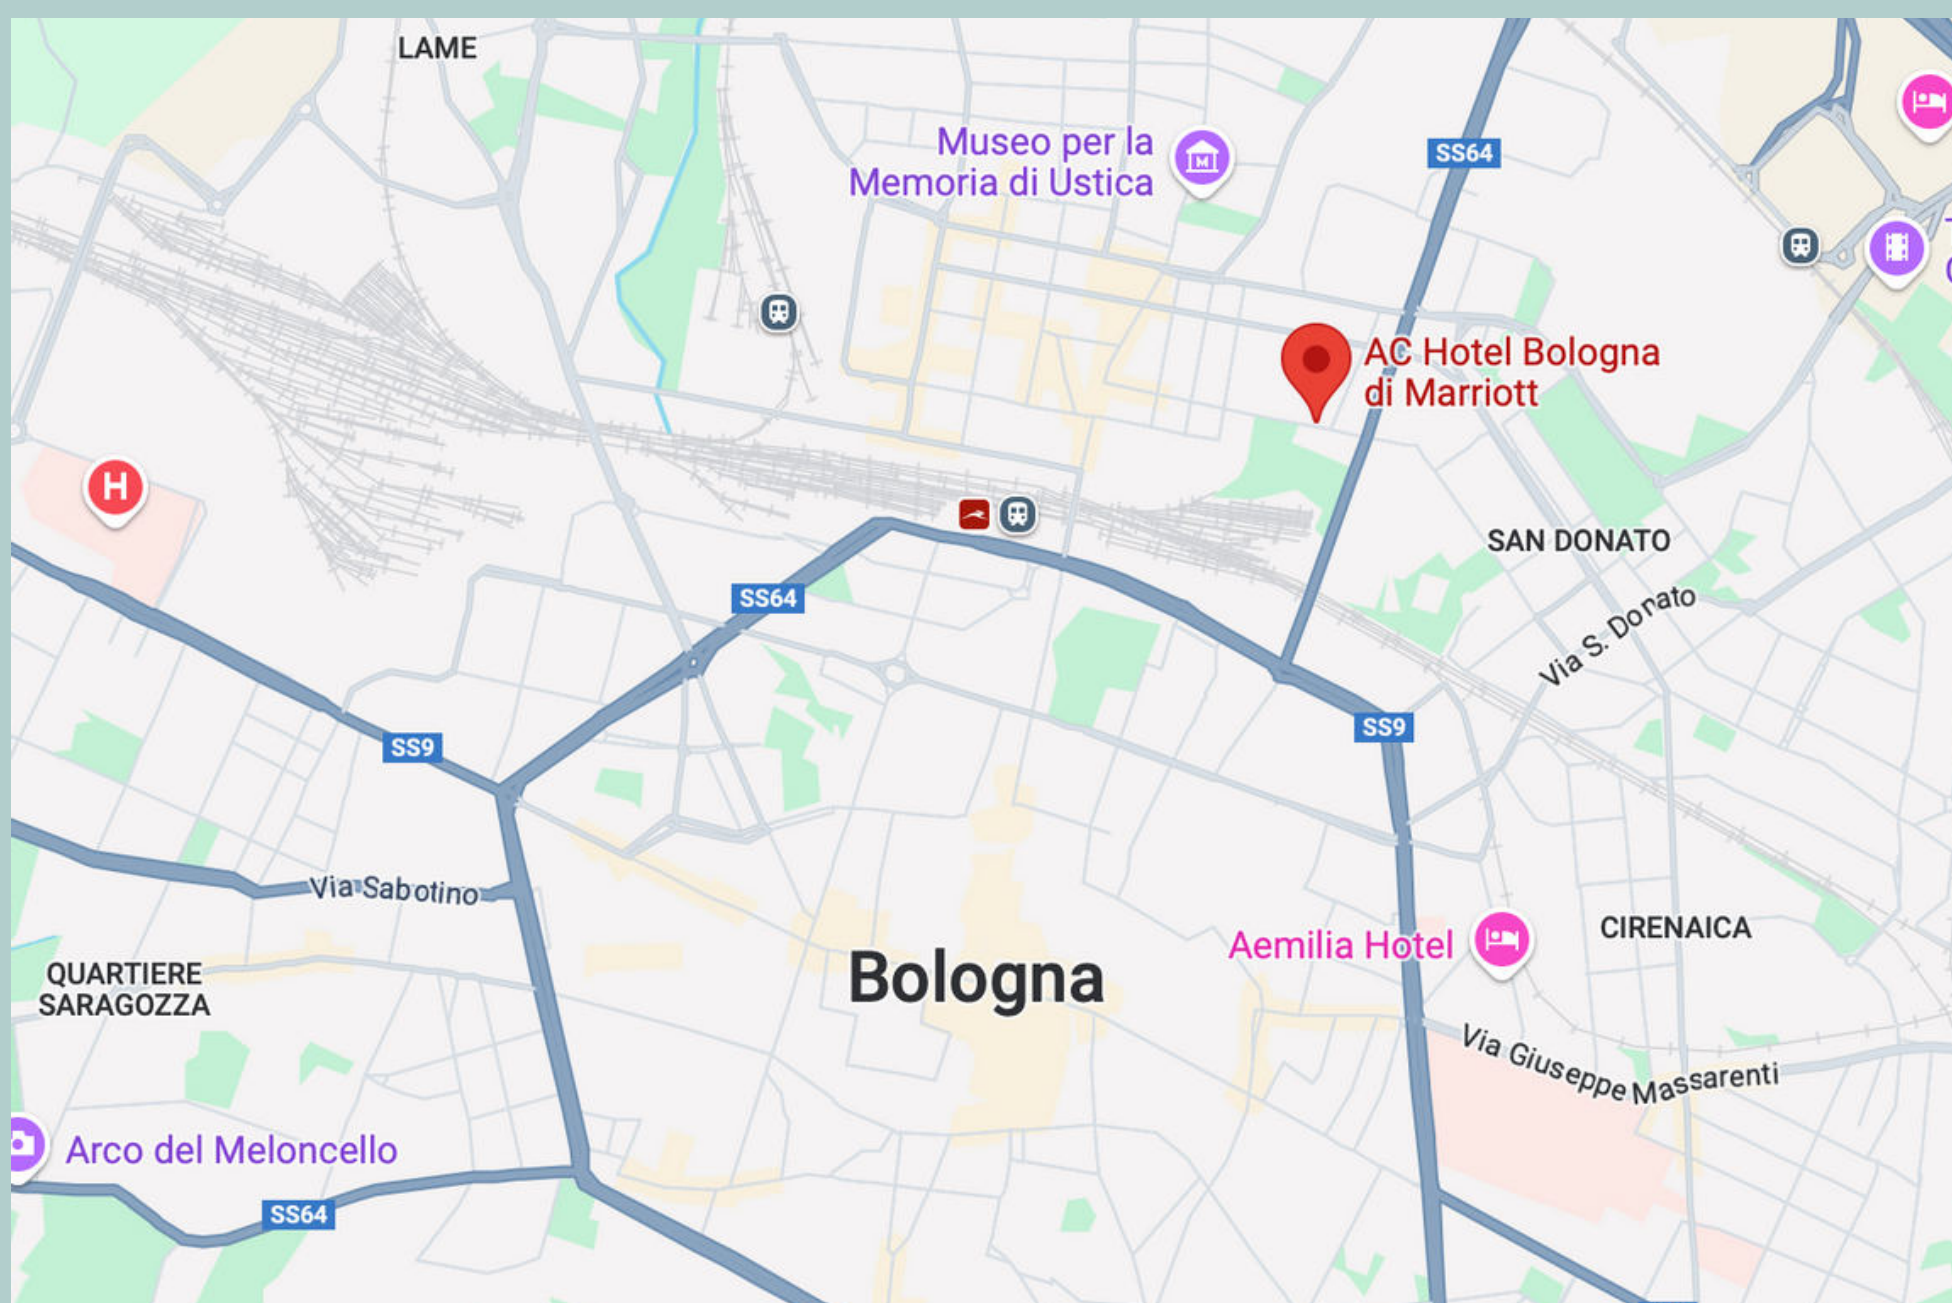 LAME
Museo per la
Memoria di Ustica
SS64
AC Hotel Bologna
di Marriott
H
SAN DONATO
SS64
Via S. Donato
SS9
SS9
Via Sabotino
Aemilia Hotel
CIRENAICA
QUARTIERE
SARAGOZZA
Bologna
Via Giuseppe Massarenti
Arco del Meloncello
SS64